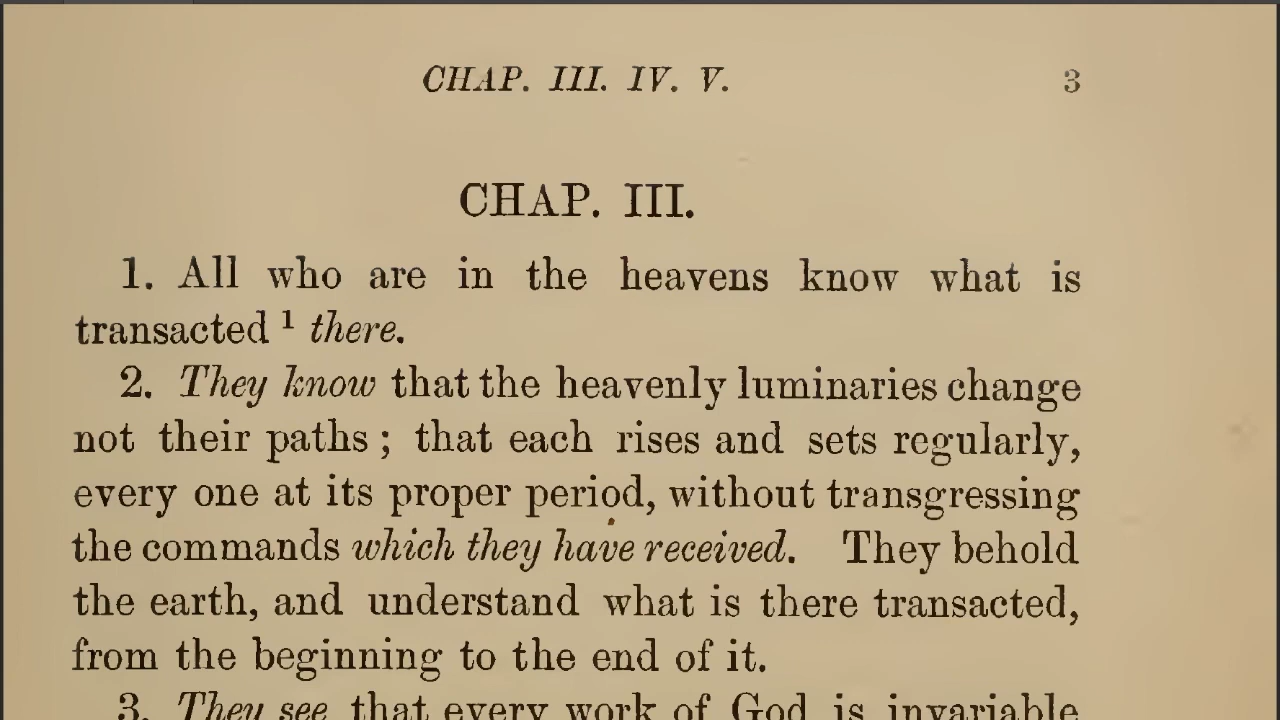 CHAP. III. IV. V. 3
CHAP. III.
1. All who are in the heavens know what is
transacted ¹ there.
2. They know that the heavenly luminaries change
not their paths ; that each rises and sets regularly,
every one at its proper period, without transgressing
the commands which they have received. They behold
the earth, and understand what is there transacted,
from the beginning to the end of it.
3. They see that every work of God is invariable